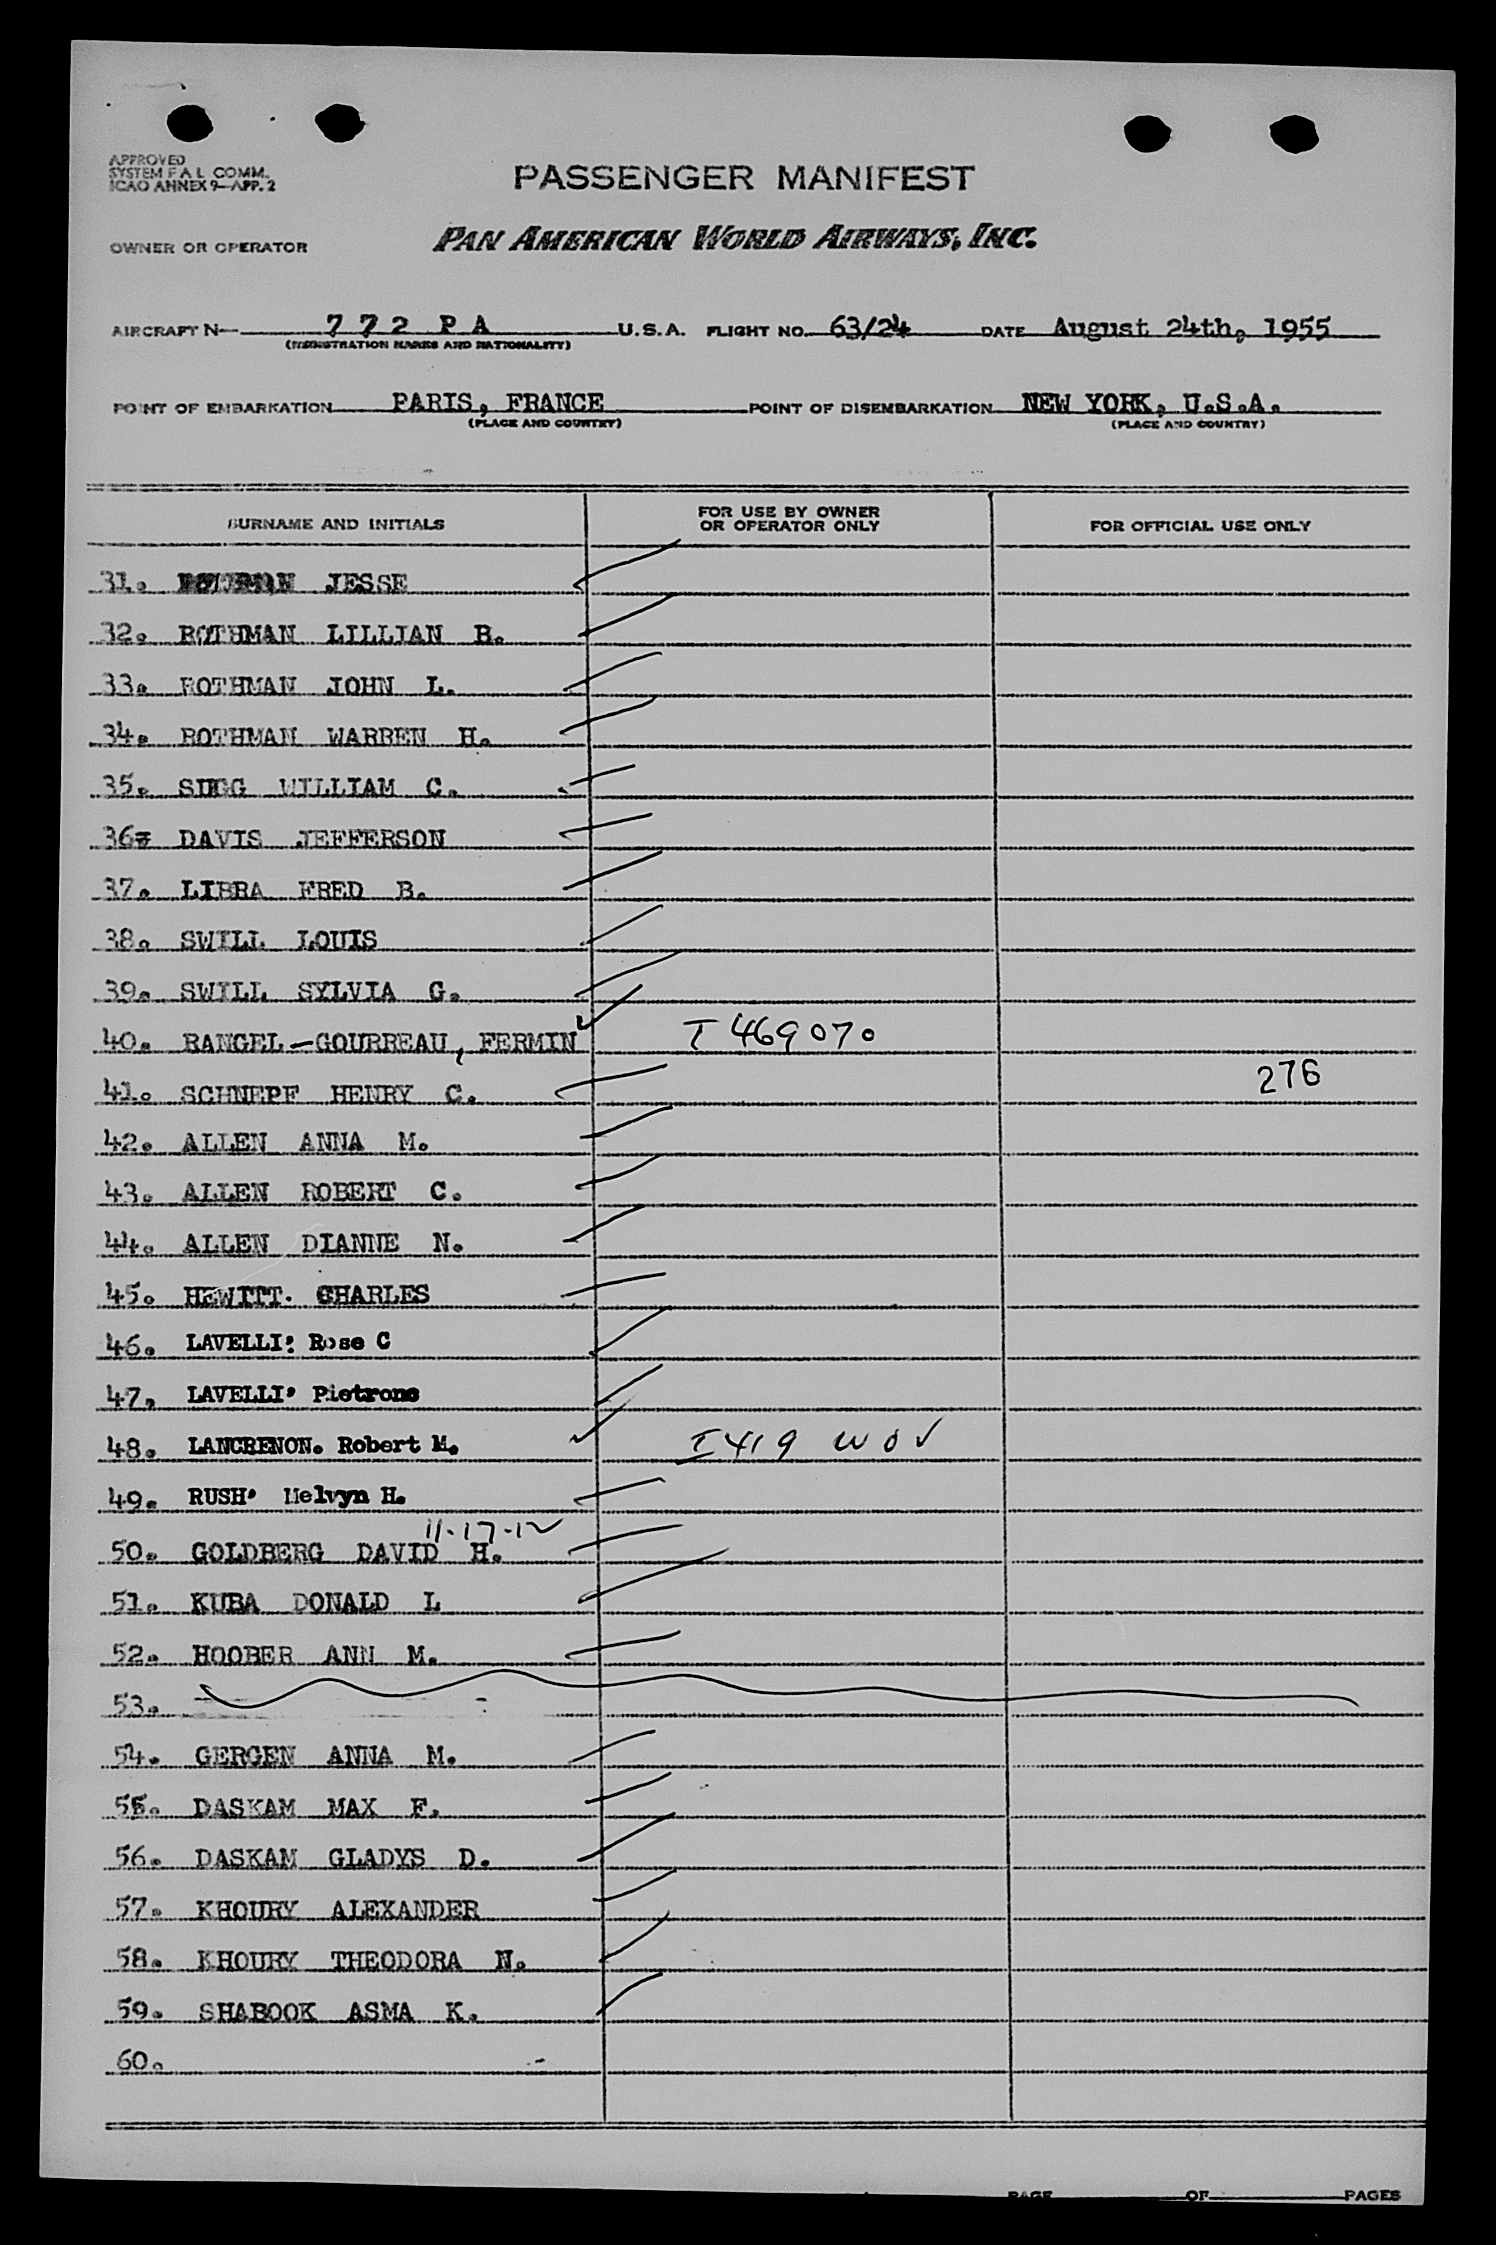 APPROVED
SYSTEM F A L COMM.
ICAO ANNEX 9—APP. 2
PASSENGER MANIFEST
OWNER OR OPERATOR
PAN AMERICAN WORLD AIRWAYS, INC.
AIRCRAFT N— 772 PA U.S.A. FLIGHT NO. 63/24 DATE August 24th, 1955
(REGISTRATION MARKS AND NATIONALITY)
POINT OF EMBARKATION PARIS, FRANCE POINT OF DISEMBARKATION NEW YORK, U.S.A.
(PLACE AND COUNTRY) (PLACE AND COUNTRY)
SURNAME AND INITIALS
FOR USE BY OWNER
OR OPERATOR ONLY
FOR OFFICIAL USE ONLY
31. JESSE
32. ROTHMAN LILLIAN B.
33. ROTHMAN JOHN L.
34. ROTHMAN WARREN H.
35. WILLIAM C.
36. DAVIS JEFFERSON
37. LIBRA FRED B.
38. SWILL LOUIS
39. SWILL SYLVIA G.
40. RANGEL-GOURREAU, FERMIN T 469070
41. SCHNEPF HENRY C. 276
42. ALLEN ANNA M.
43. ALLEN ROBERT C.
44. ALLEN DIANNE N.
45. HEWITT. CHARLES
46. LAVELLI: Rose C
47. LAVELLI' Pietrone
48. LANCRENON. Robert M. I419
49. RUSH' Melvyn H.
11-17-12
50. GOLDBERG DAVID H.
51. KUBA DONALD L
52. HOOBER ANN M.
53.
54. GERGEN ANNA M.
55. DASKAM MAX F.
56. DASKAM GLADYS D.
57. KHOURY ALEXANDER
58. KHOURY THEODORA N.
59. SHABOOK ASMA K.
60.
PAGE OF PAGES